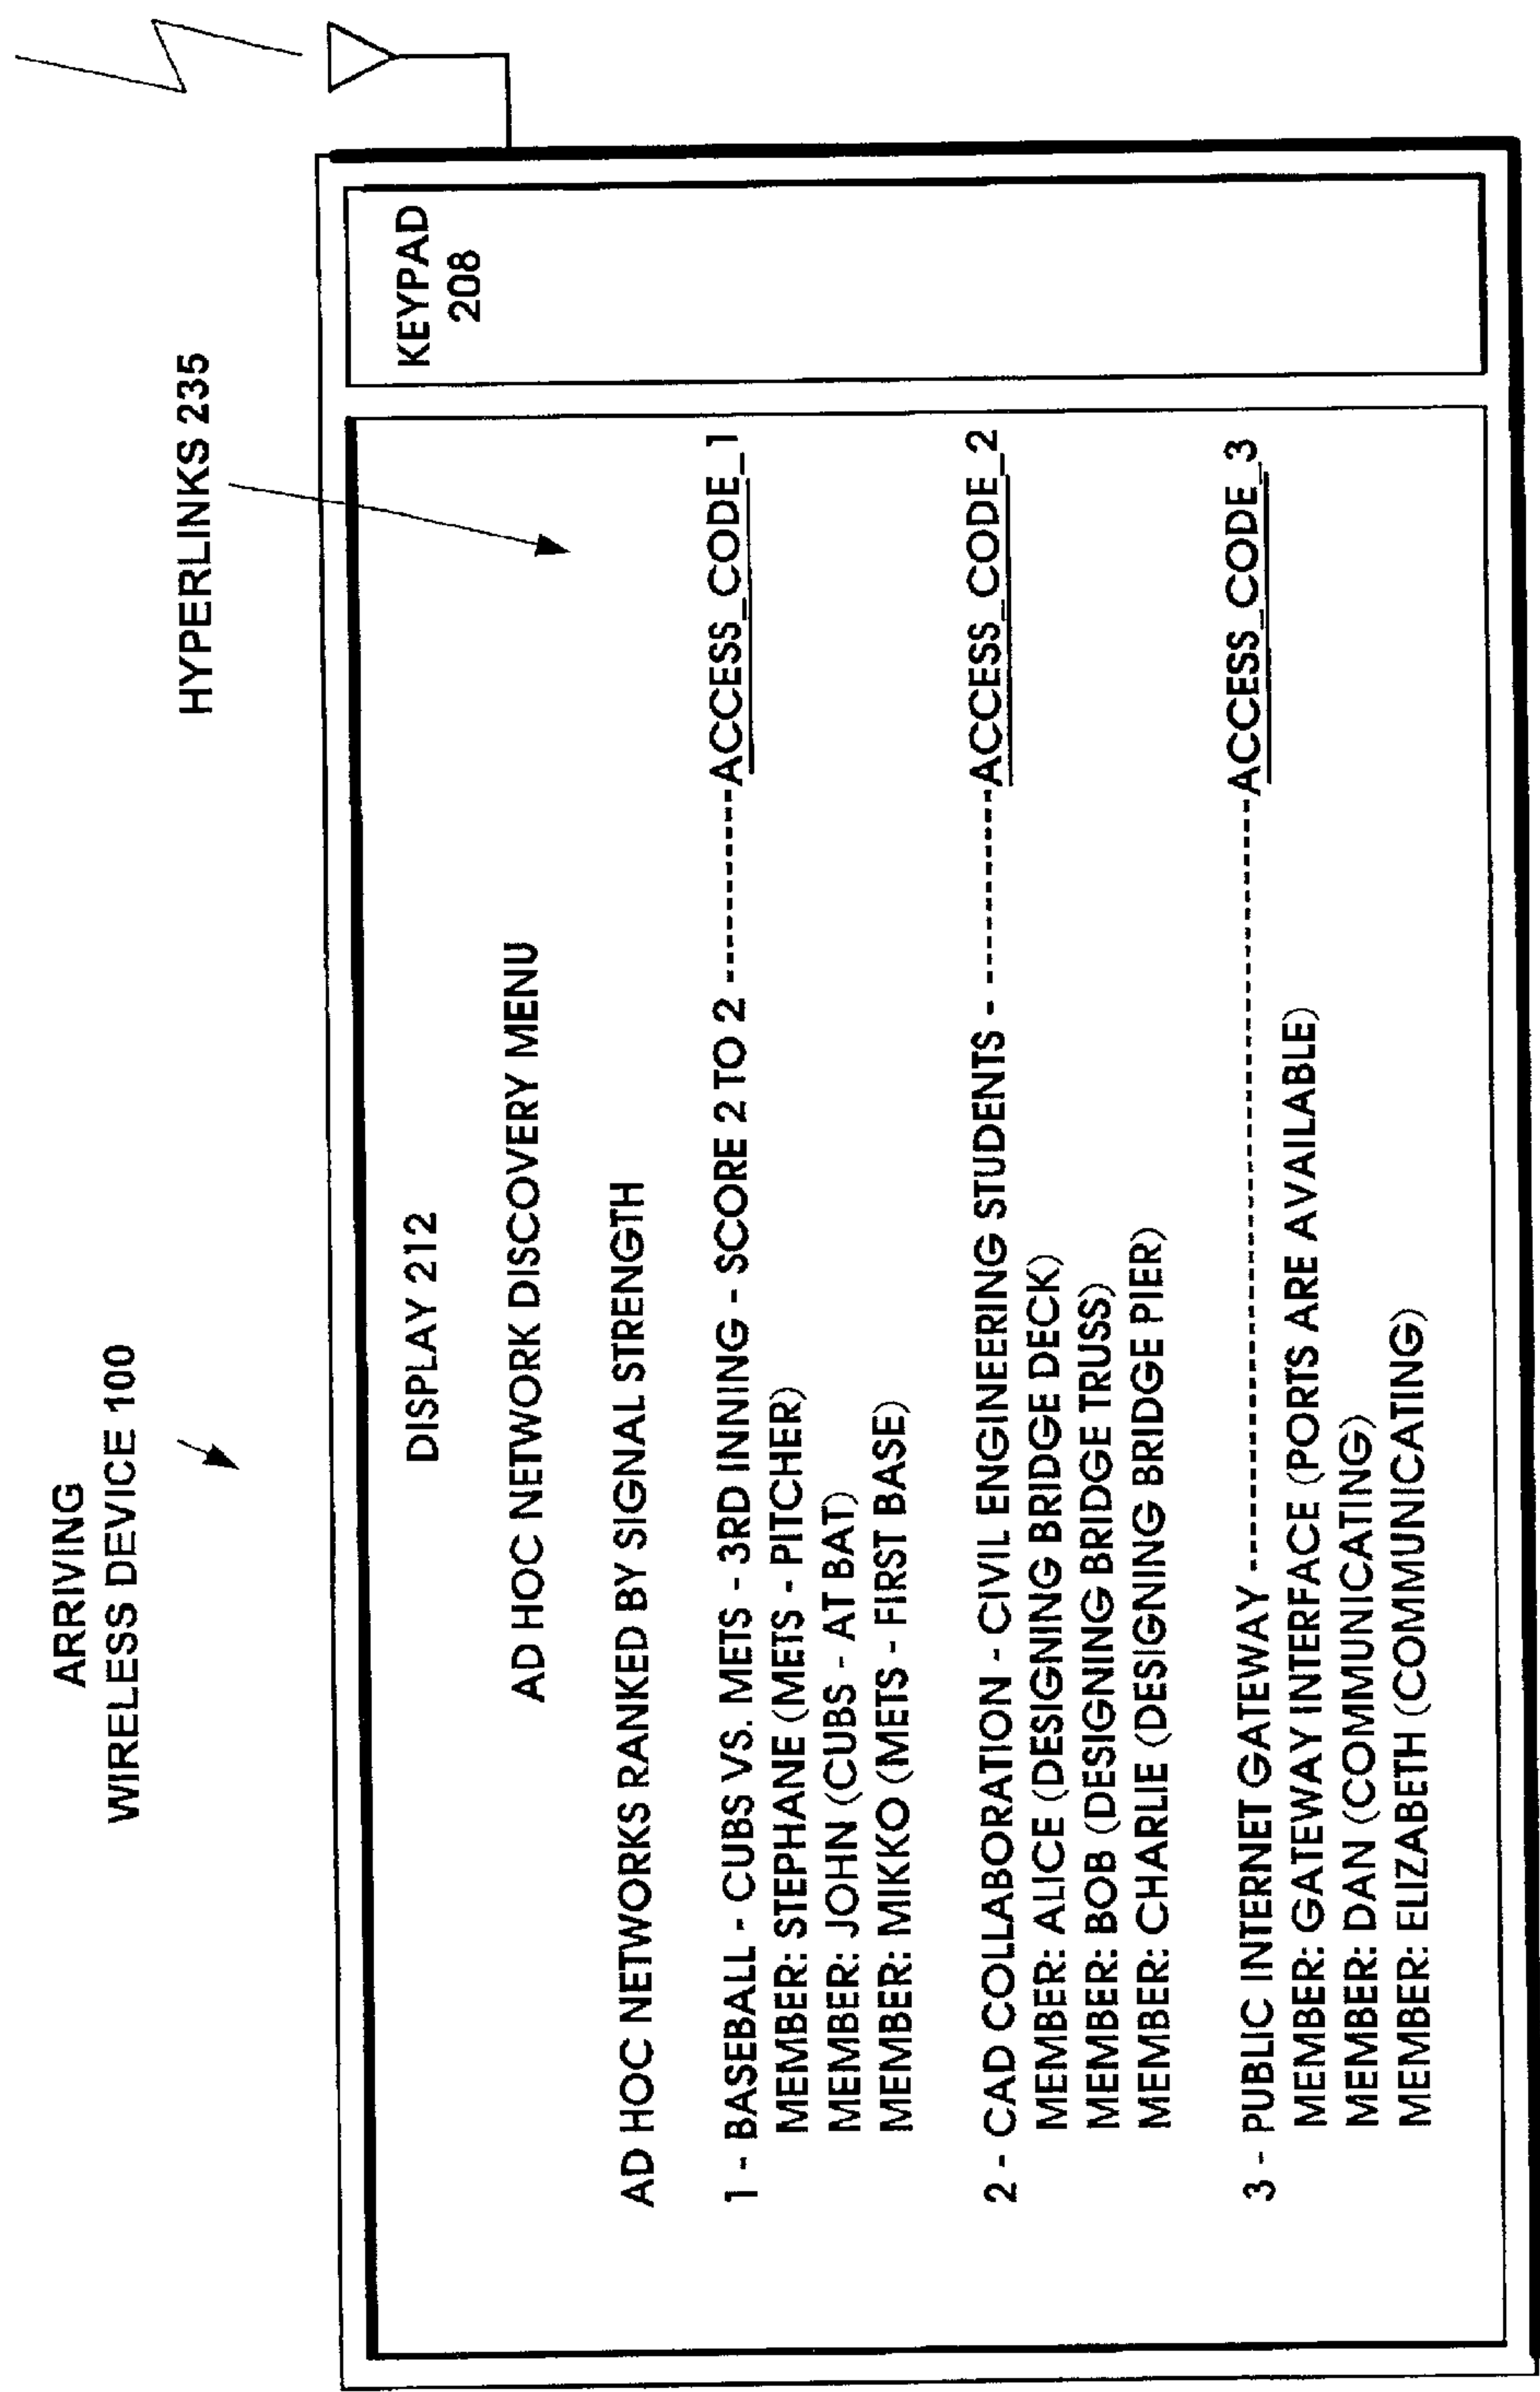 ARRIVING
WIRELESS DEVICE 100
HYPERLINKS 235
DISPLAY 212
KEYPAD
208
AD HOC NETWORK DISCOVERY MENU
AD HOC NETWORKS RANKED BY SIGNAL STRENGTH
1 - BASEBALL - CUBS VS. METS - 3RD INNING - SCORE 2 TO 2 -----------ACCESS_CODE_1
MEMBER: STEPHANE (METS - PITCHER)
MEMBER: JOHN (CUBS - AT BAT)
MEMBER: MIKKO (METS - FIRST BASE)
2 - CAD COLLABORATION - CIVIL ENGINEERING STUDENTS - ------------ACCESS_CODE_2
MEMBER: ALICE (DESIGNING BRIDGE DECK)
MEMBER: BOB (DESIGNING BRIDGE TRUSS)
MEMBER: CHARLIE (DESIGNING BRIDGE PIER)
3 - PUBLIC INTERNET GATEWAY --------------------------------------------ACCESS_CODE_3
MEMBER: GATEWAY INTERFACE (PORTS ARE AVAILABLE)
MEMBER: DAN (COMMUNICATING)
MEMBER: ELIZABETH (COMMUNICATING)